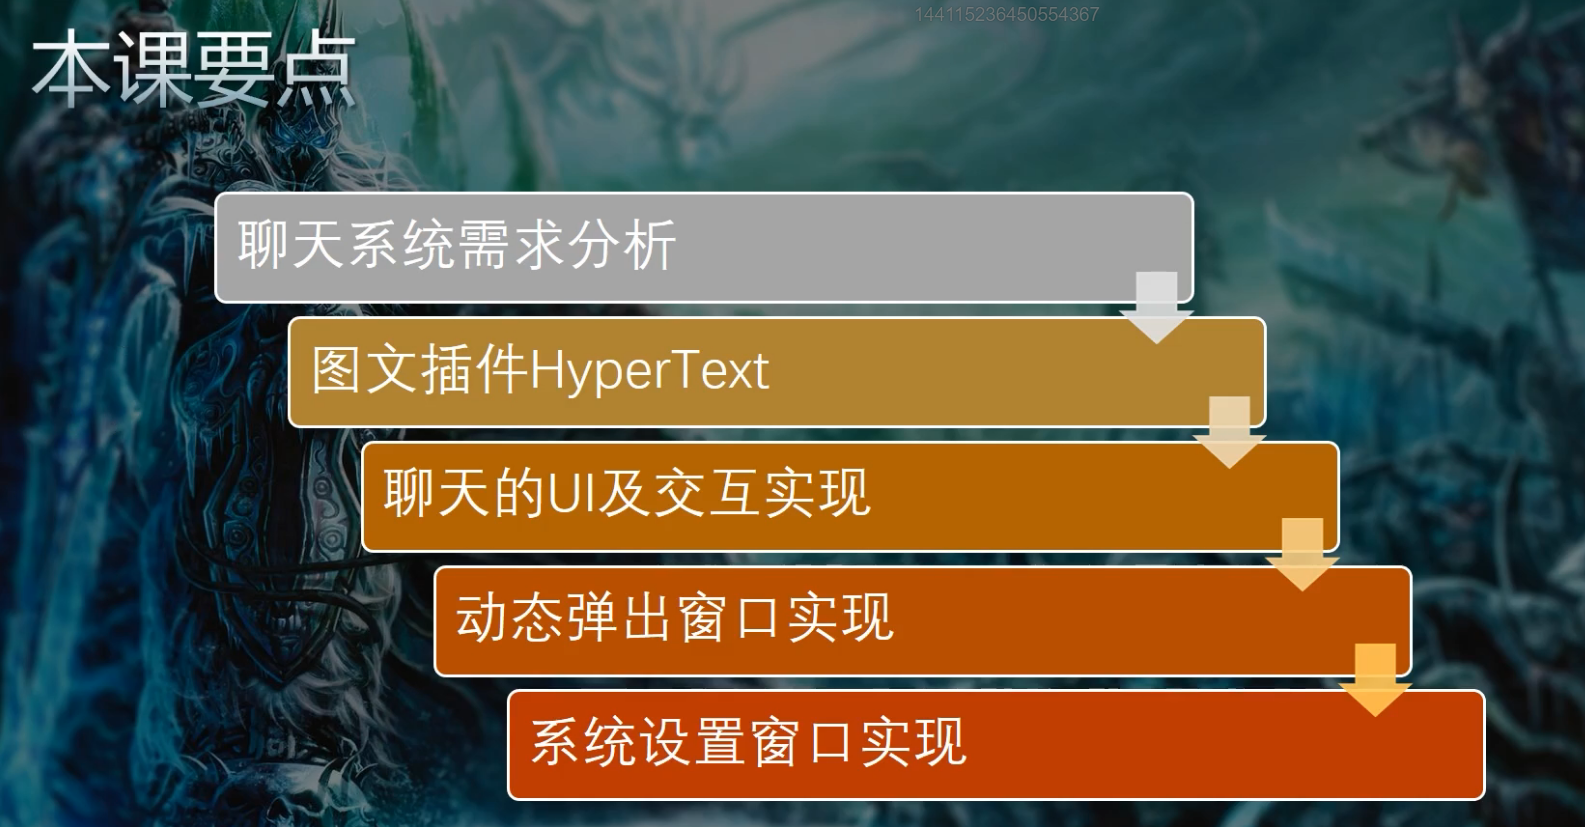 144115236450554367
本课要点
聊天系统需求分析
图文插件HyperText
聊天的UI及交互实现
动态弹出窗口实现
系统设置窗口实现